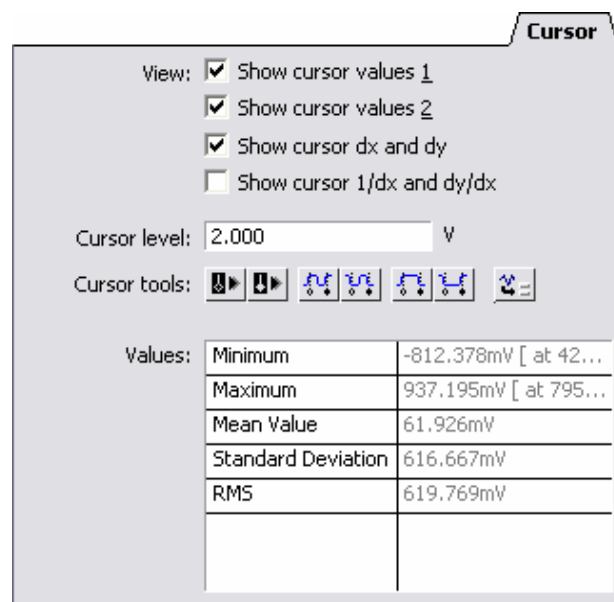 Cursor
View: Show cursor values 1
Show cursor values 2
Show cursor dx and dy
Show cursor 1/dx and dy/dx
Cursor level: 2.000 V
Cursor tools:
Values: Minimum -812.378mV [ at 42...
Maximum 937.195mV [ at 795...
Mean Value 61.926mV
Standard Deviation 616.667mV
RMS 619.769mV